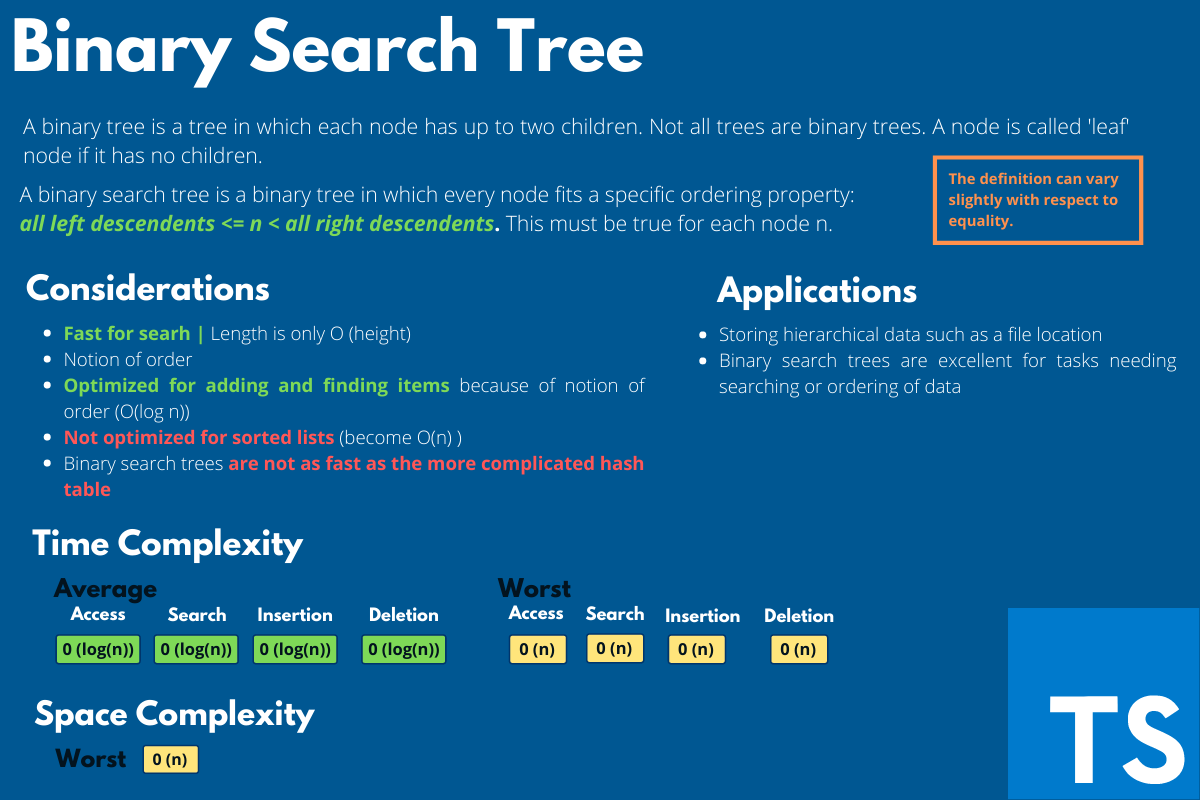 Binary Search Tree
A binary tree is a tree in which each node has up to two children. Not all trees are binary trees. A node is called 'leaf'
node if it has no children.
A binary search tree is a binary tree in which every node fits a specific ordering property:
all left descendents <= n < all right descendents. This must be true for each node n.
The definition can vary
slightly with respect to
equality.
Considerations
• Fast for searh | Length is only O (height)
• Notion of order
• Optimized for adding and finding items because of notion of
order (O(log n))
• Not optimized for sorted lists (become O(n) )
• Binary search trees are not as fast as the more complicated hash
table
Applications
• Storing hierarchical data such as a file location
• Binary search trees are excellent for tasks needing
searching or ordering of data
Time Complexity
Average
Access Search Insertion Deletion
0 (log(n)) 0 (log(n)) 0 (log(n)) 0 (log(n))
Worst
Access Search Insertion Deletion
0 (n) 0 (n) 0 (n) 0 (n)
Space Complexity
Worst 0 (n)
TS